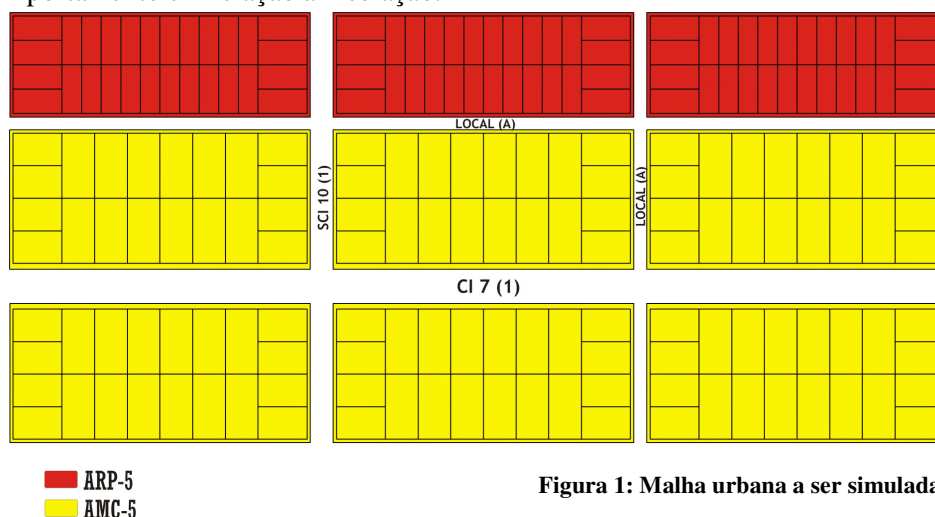 LOCAL (A)
SCI 10 (1)
LOCAL (A)
CI 7 (1)
ARP-5
AMC-5
Figura 1: Malha urbana a ser simulada